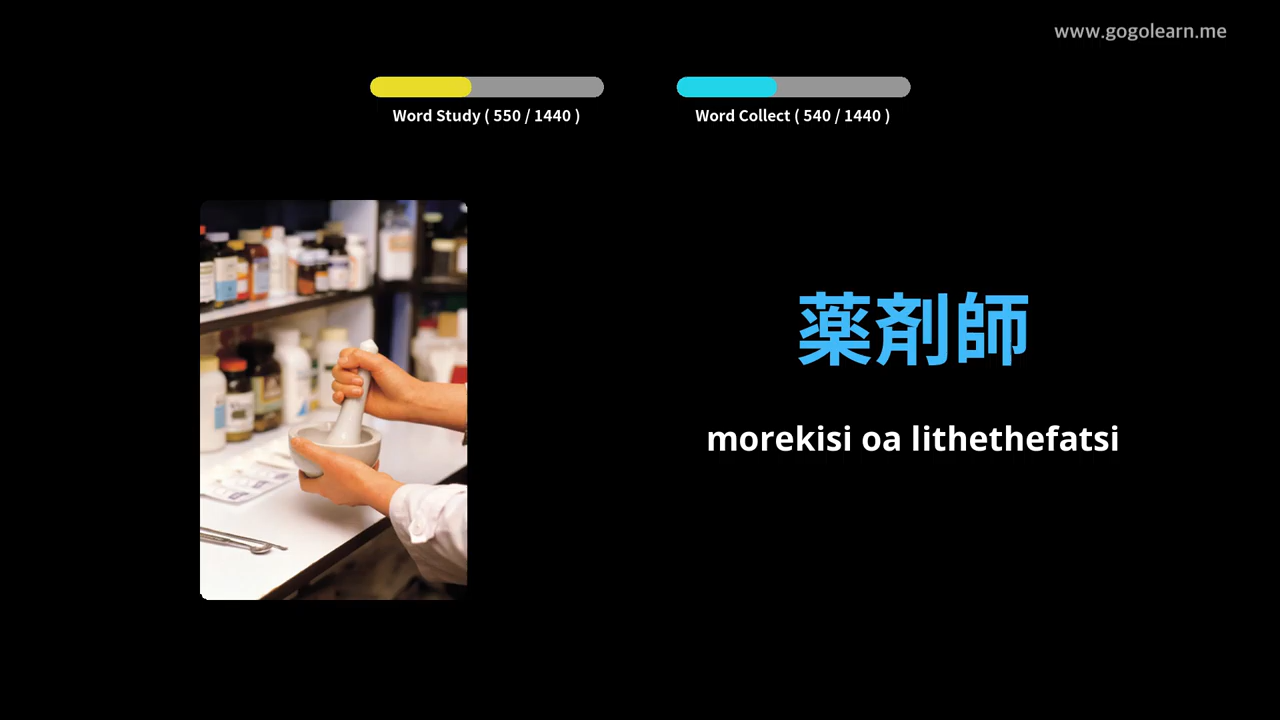 www.gogolearn.me
Word Study ( 550 / 1440 )
Word Collect ( 540 / 1440 )
薬剤師
morekisi oa lithethefatsi